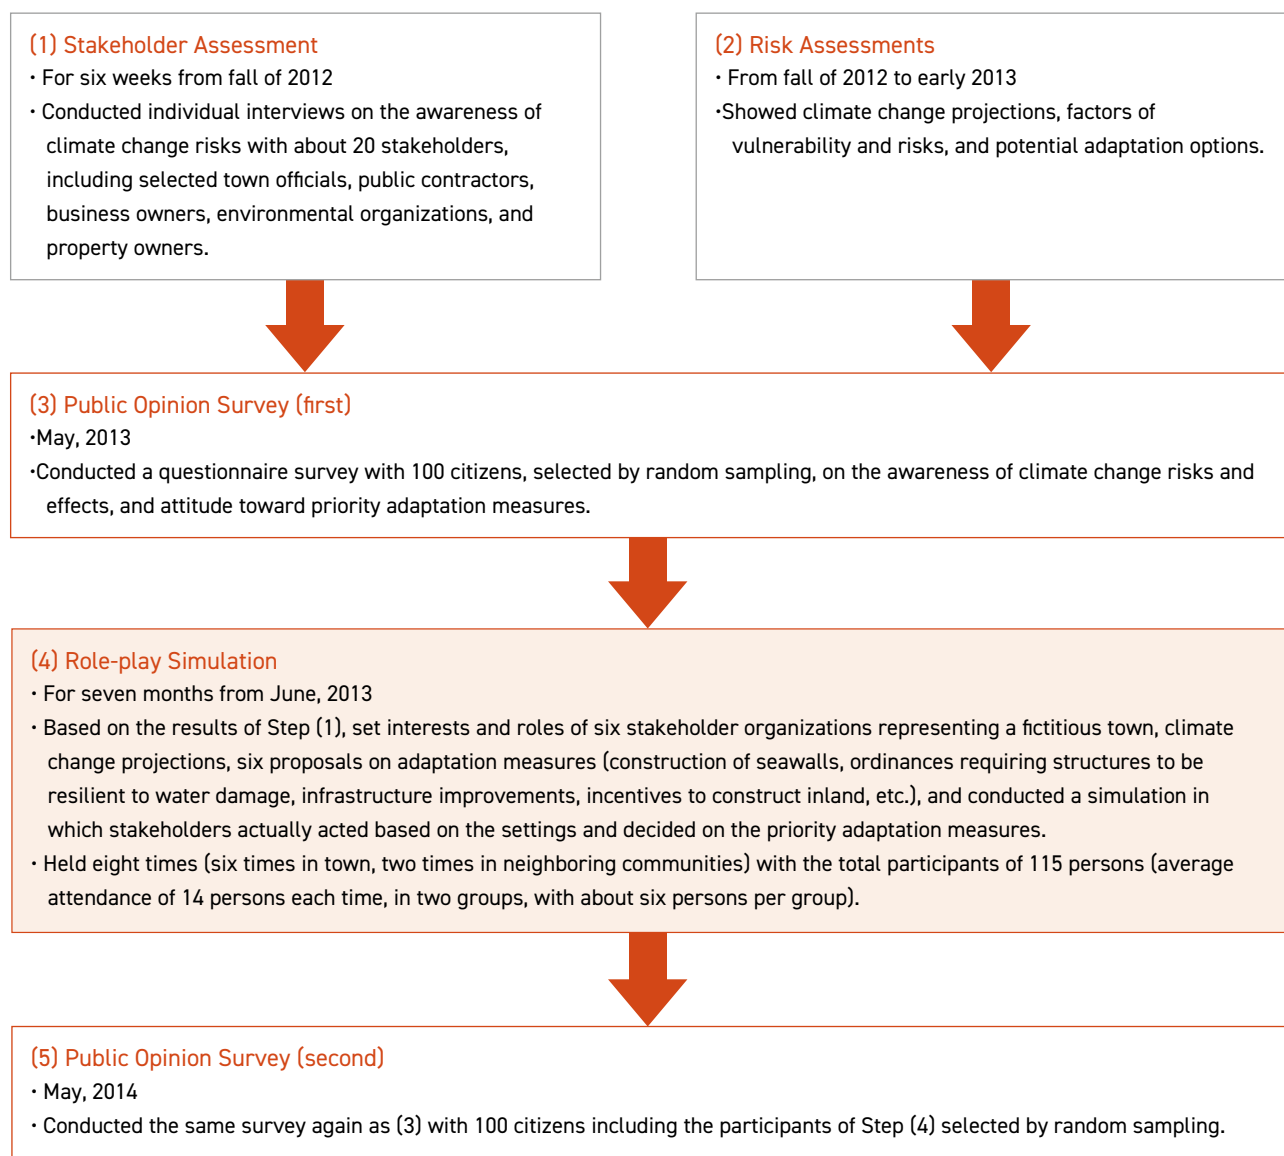 (1) Stakeholder Assessment
· For six weeks from fall of 2012
· Conducted individual interviews on the awareness of
climate change risks with about 20 stakeholders,
including selected town officials, public contractors,
business owners, environmental organizations, and
property owners.
(2) Risk Assessments
· From fall of 2012 to early 2013
·Showed climate change projections, factors of
vulnerability and risks, and potential adaptation options.
(3) Public Opinion Survey (first)
·May, 2013
·Conducted a questionnaire survey with 100 citizens, selected by random sampling, on the awareness of climate change risks and
effects, and attitude toward priority adaptation measures.
(4) Role-play Simulation
· For seven months from June, 2013
· Based on the results of Step (1), set interests and roles of six stakeholder organizations representing a fictitious town, climate
change projections, six proposals on adaptation measures (construction of seawalls, ordinances requiring structures to be
resilient to water damage, infrastructure improvements, incentives to construct inland, etc.), and conducted a simulation in
which stakeholders actually acted based on the settings and decided on the priority adaptation measures.
· Held eight times (six times in town, two times in neighboring communities) with the total participants of 115 persons (average
attendance of 14 persons each time, in two groups, with about six persons per group).
(5) Public Opinion Survey (second)
· May, 2014
· Conducted the same survey again as (3) with 100 citizens including the participants of Step (4) selected by random sampling.